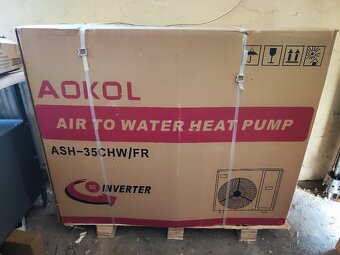 AOKOL
AIR TO WATER HEAT PUMP
ASH-35CHW/FR
DC INVERTER